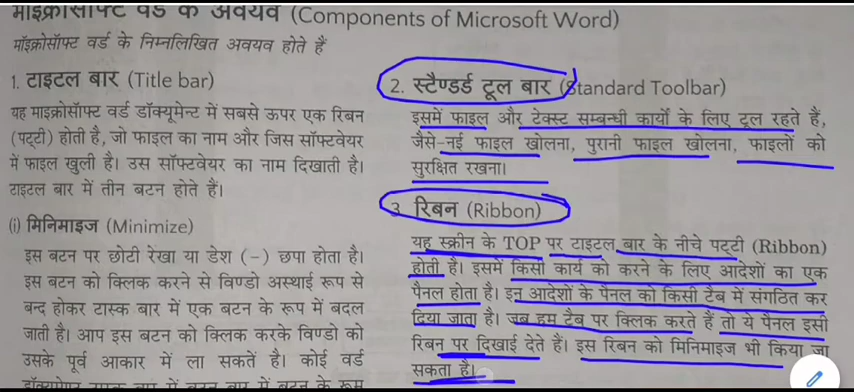 माइक्रोसॉफ्ट वर्ड के अवयव (Components of Microsoft Word)
मॉइक्रोसॉफ्ट वर्ड के निम्नलिखित अवयव होते हैं
1. टाइटल बार (Title bar)
यह माइक्रोसॉफ्ट वर्ड डॉक्यूमेण्ट में सबसे ऊपर एक रिबन
(पट्टी) होती है, जो फाइल का नाम और जिस सॉफ्टवेयर
में फाइल खुली है। उस सॉफ्टवेयर का नाम दिखाती है।
टाइटल बार में तीन बटन होते हैं।
(i) मिनिमाइज (Minimize)
इस बटन पर छोटी रेखा या डेश (–) छपा होता है।
इस बटन को क्लिक करने से विण्डो अस्थाई रूप से
बन्द होकर टास्क बार में एक बटन के रूप में बदल
जाती है। आप इस बटन को क्लिक करके विण्डो को
उसके पूर्व आकार में ला सकतें है। कोई वर्ड
डॉक्यूमेण्ट टास्क बार में बटन बार में बटन के रूप
2. स्टैण्डर्ड टूल बार (Standard Toolbar)
इसमें फाइल और टेक्स्ट सम्बन्धी कार्यो के लिए टूल रहते हैं,
जैसे-नई फाइल खोलना, पुरानी फाइल खोलना, फाइलों को
सुरक्षित रखना।
3. रिबन (Ribbon)
यह स्क्रीन के TOP पर टाइटल बार के नीचे पट्टी (Ribbon)
होती है। इसमें किसी कार्य को करने के लिए आदेशों का एक
पैनल होता है। इन आदेशों के पैनल को किसी टैब में संगठित कर
दिया जाता है। जब हम टैब पर क्लिक करते हैं तो ये पैनल इसी
रिबन पर दिखाई देते हैं। इस रिबन को मिनिमाइज भी किया जा
सकता है।